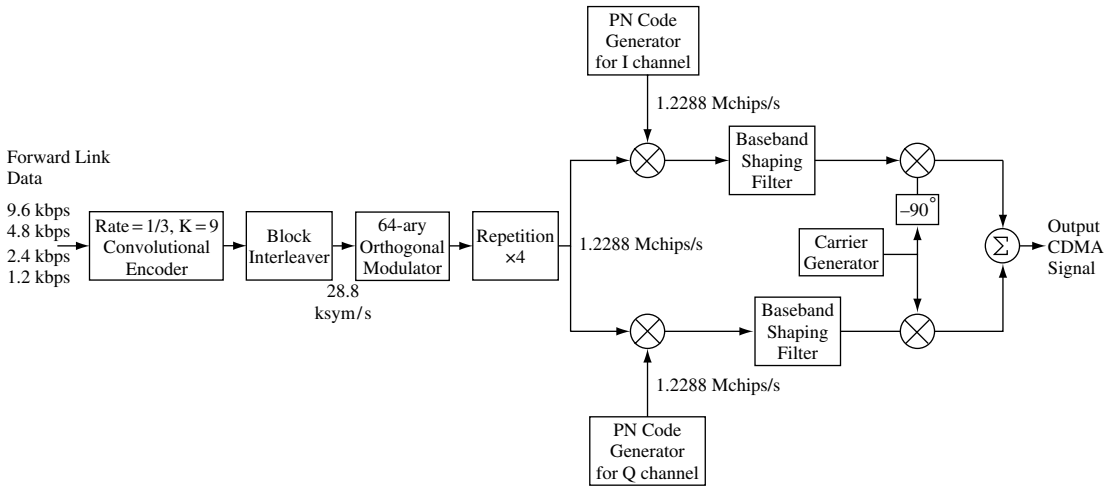 PN Code
Generator
for I channel
1.2288 Mchips/s
Forward Link
Data
9.6 kbps
4.8 kbps
2.4 kbps
1.2 kbps
Rate = 1/3, K = 9
Convolutional
Encoder
Block
Interleaver
28.8
ksym/s
64-ary
Orthogonal
Modulator
Repetition
×4
1.2288 Mchips/s
Baseband
Shaping
Filter
–90°
Carrier
Generator
Σ
Output
CDMA
Signal
Baseband
Shaping
Filter
1.2288 Mchips/s
PN Code
Generator
for Q channel